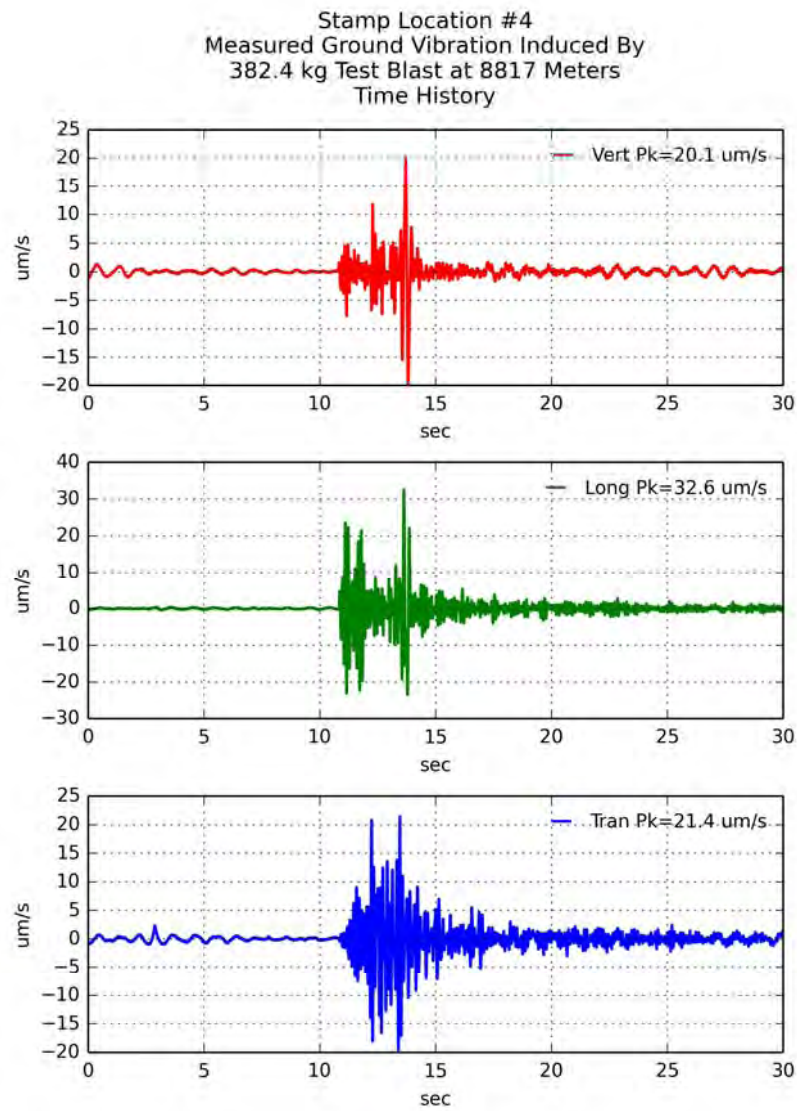 Stamp Location #4
Measured Ground Vibration Induced By
382.4 kg Test Blast at 8817 Meters
Time History
25
20
15
10
5
0
−5
−10
−15
−20
um/s
Vert Pk=20.1 um/s
0 5 10 15 20 25 30
sec
40
30
20
10
0
−10
−20
−30
um/s
Long Pk=32.6 um/s
0 5 10 15 20 25 30
sec
25
20
15
10
5
0
−5
−10
−15
−20
um/s
Tran Pk=21.4 um/s
0 5 10 15 20 25 30
sec